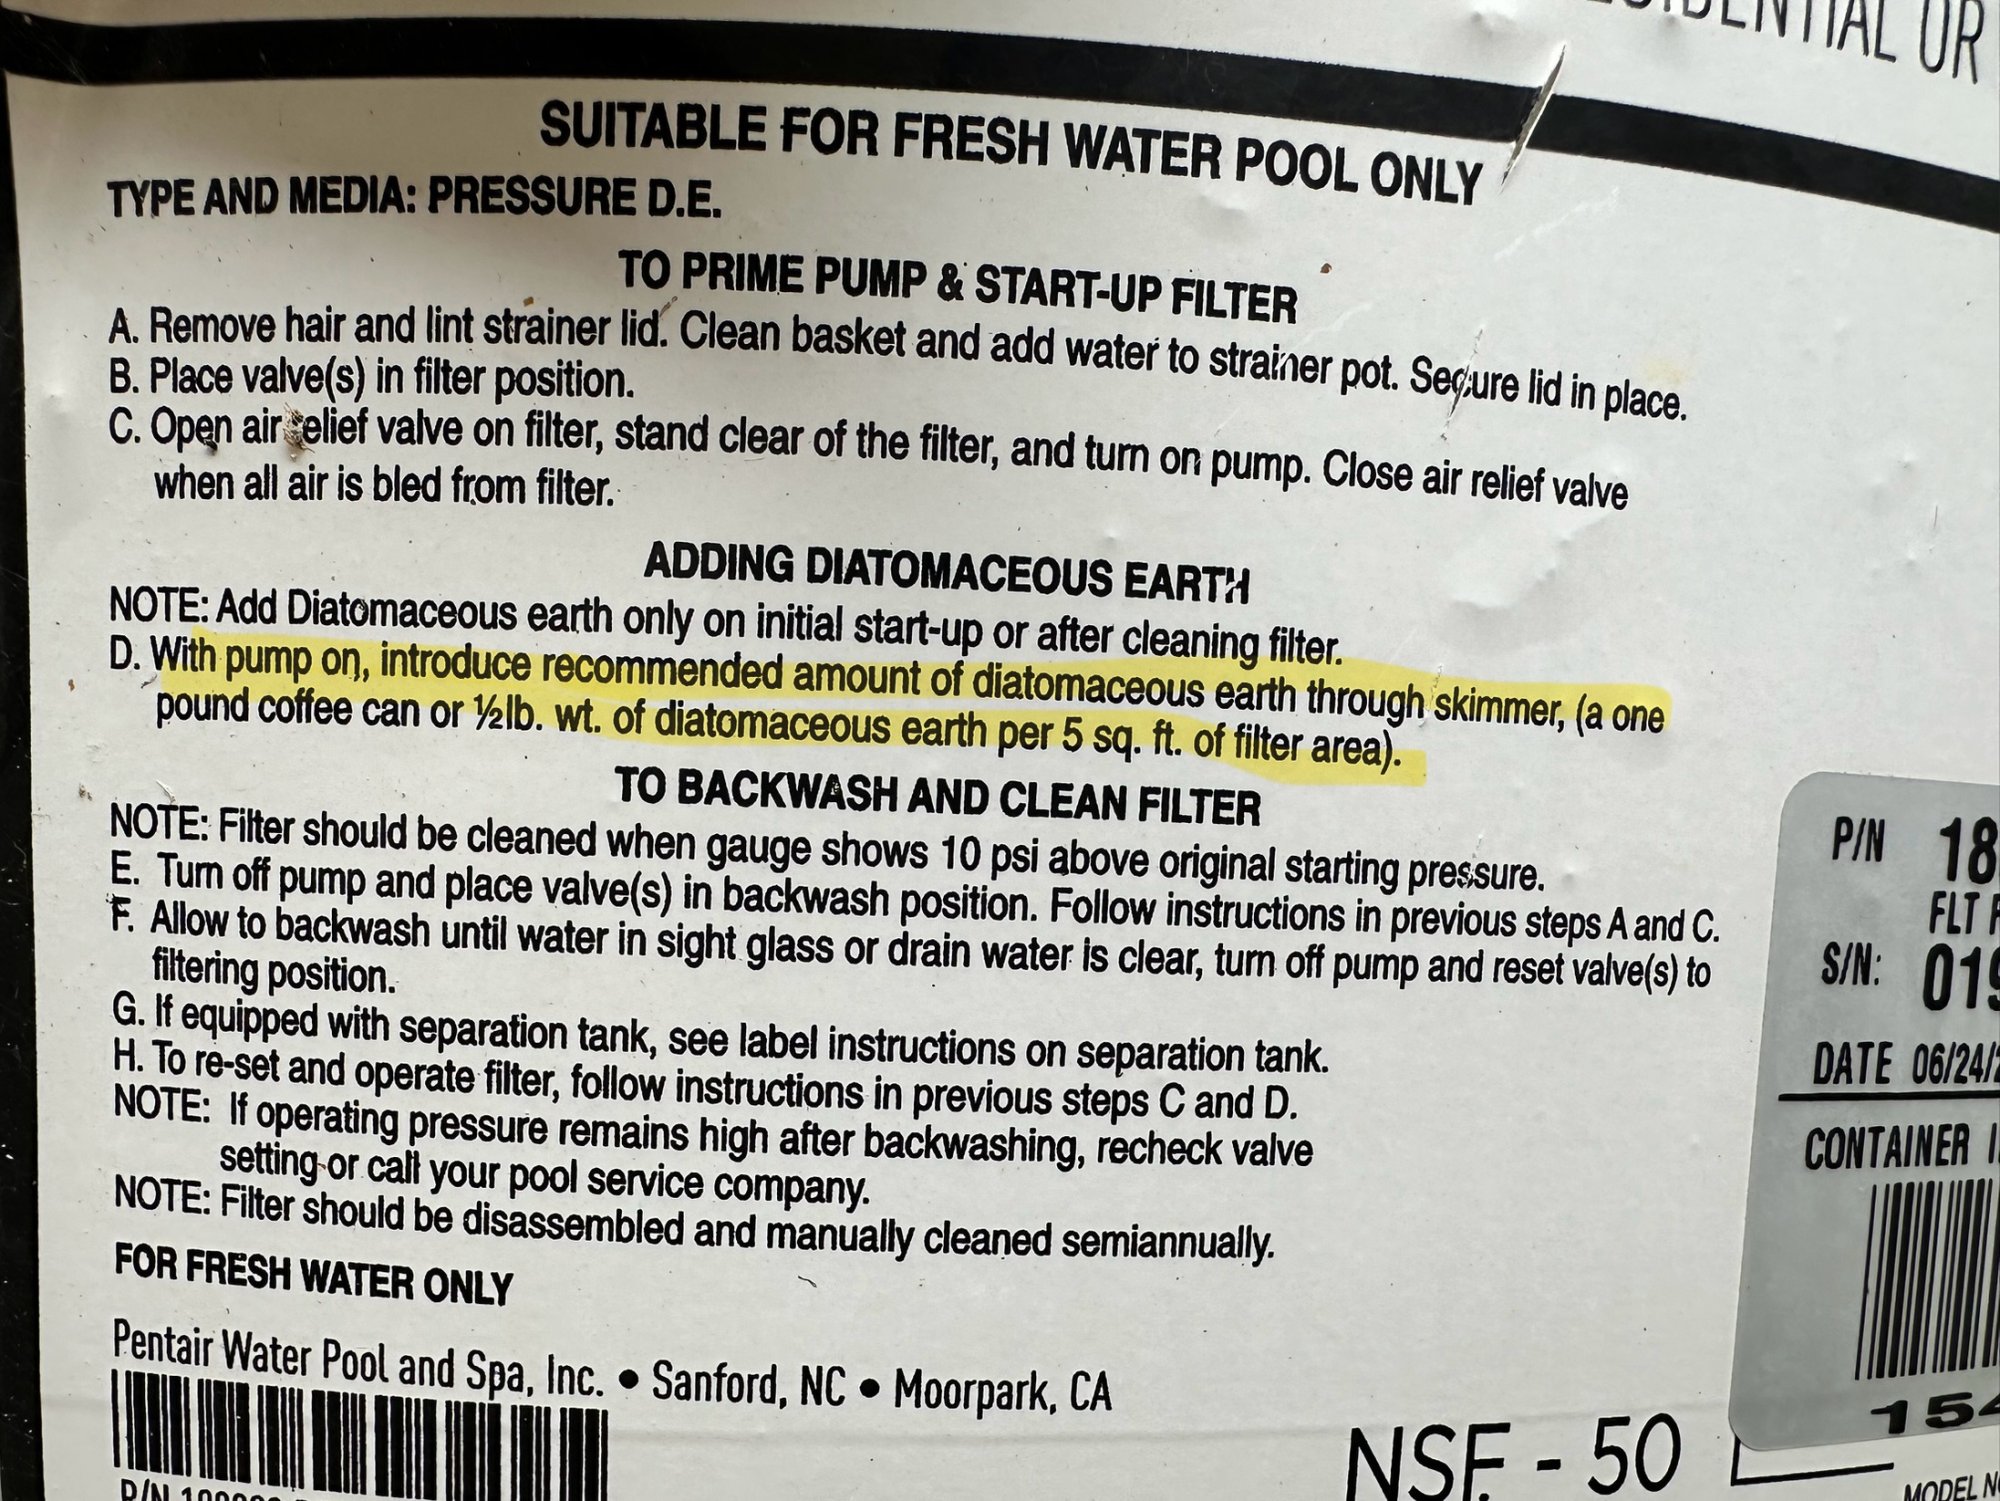 SUITABLE FOR FRESH WATER POOL ONLY
TYPE AND MEDIA: PRESSURE D.E.
TO PRIME PUMP & START-UP FILTER
A. Remove hair and lint strainer lid. Clean basket and add water to strainer pot. Secure lid in place.
B. Place valve(s) in filter position.
C. Open air relief valve on filter, stand clear of the filter, and turn on pump. Close air relief valve
when all air is bled from filter.
ADDING DIATOMACEOUS EARTH
NOTE: Add Diatomaceous earth only on initial start-up or after cleaning filter.
D. With pump on, introduce recommended amount of diatomaceous earth through skimmer, (a one
pound coffee can or ½lb. wt. of diatomaceous earth per 5 sq. ft. of filter area).
TO BACKWASH AND CLEAN FILTER
NOTE: Filter should be cleaned when gauge shows 10 psi above original starting pressure.
E. Turn off pump and place valve(s) in backwash position. Follow instructions in previous steps A and C.
F. Allow to backwash until water in sight glass or drain water is clear, turn off pump and reset valve(s) to
filtering position.
G. If equipped with separation tank, see label instructions on separation tank.
H. To re-set and operate filter, follow instructions in previous steps C and D.
NOTE: If operating pressure remains high after backwashing, recheck valve
setting or call your pool service company.
NOTE: Filter should be disassembled and manually cleaned semiannually.
FOR FRESH WATER ONLY
Pentair Water Pool and Spa, Inc. • Sanford, NC • Moorpark, CA
P/N
NSF. - 50
OR
P/N 18
FLT
S/N: 019
DATE 06/24/
CONTAINER
154
MODEL